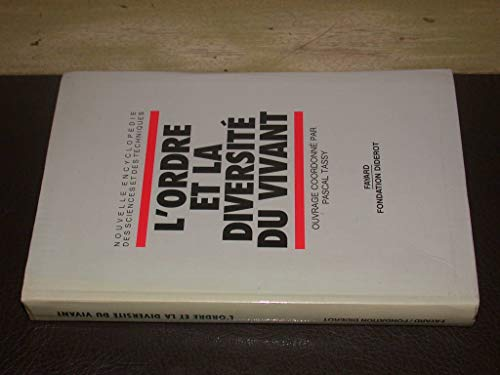 NOUVELLE ENCYCLOPÉDIE
DES SCIENCES ET DES TECHNIQUES
L'ORDRE
ET LA
DIVERSITÉ
DU VIVANT
OUVRAGE COORDONNÉ PAR
PASCAL TASSY
FAYARD
FONDATION DIDEROT
L'ORDRE ET LA DIVERSITÉ DU VIVANT
FAYARD / FONDATION DIDEROT